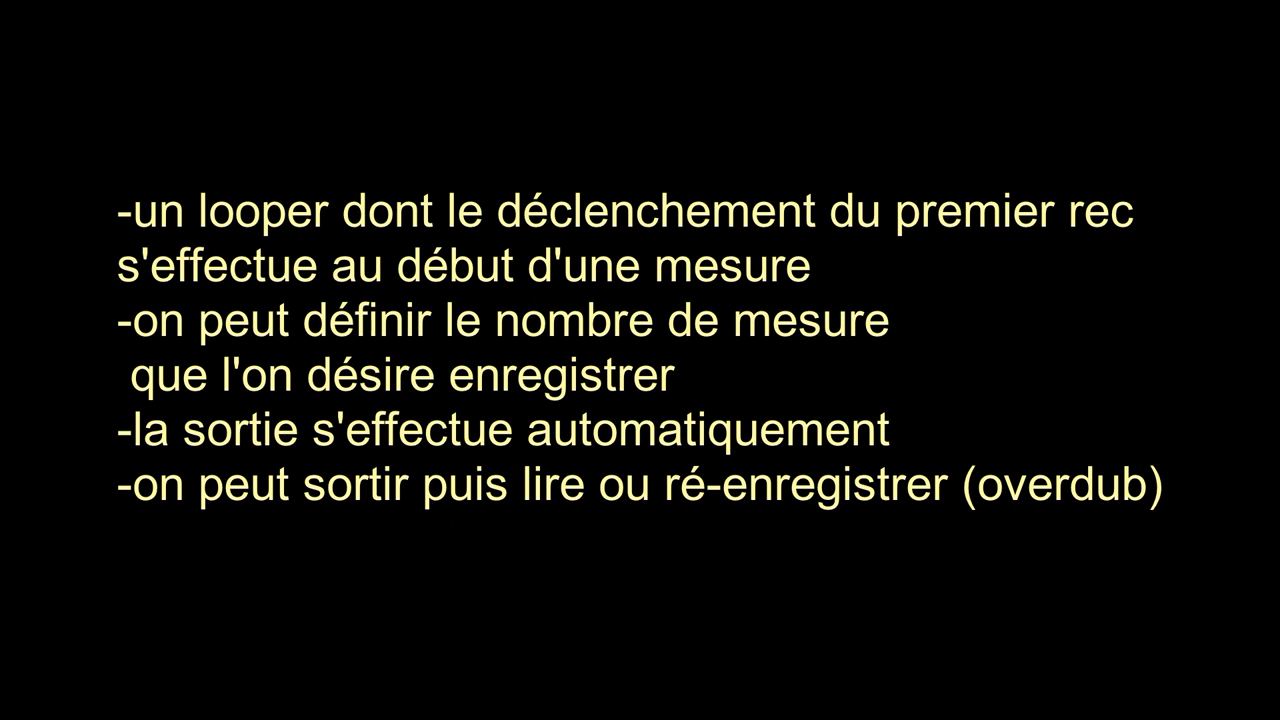 -un looper dont le déclenchement du premier rec
s'effectue au début d'une mesure
-on peut définir le nombre de mesure
que l'on désire enregistrer
-la sortie s'effectue automatiquement
-on peut sortir puis lire ou ré-enregistrer (overdub)